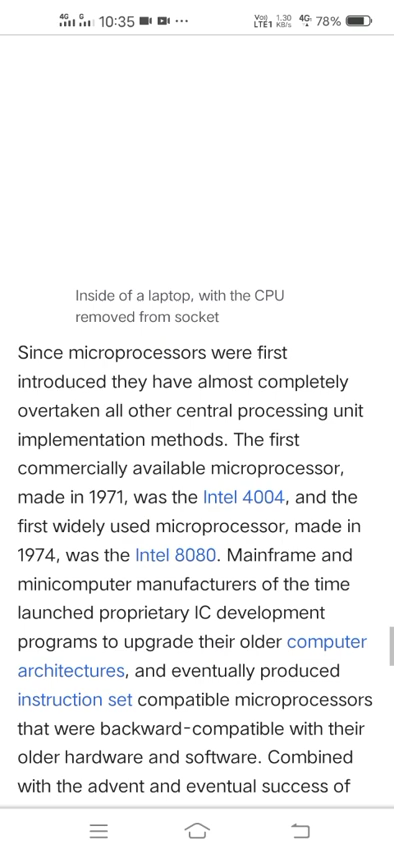 4G G 10:35 ...
Vo) 1.30 4G 78%
LTE1 KB/s
Inside of a laptop, with the CPU
removed from socket
Since microprocessors were first
introduced they have almost completely
overtaken all other central processing unit
implementation methods. The first
commercially available microprocessor,
made in 1971, was the Intel 4004, and the
first widely used microprocessor, made in
1974, was the Intel 8080. Mainframe and
minicomputer manufacturers of the time
launched proprietary IC development
programs to upgrade their older computer
architectures, and eventually produced
instruction set compatible microprocessors
that were backward-compatible with their
older hardware and software. Combined
with the advent and eventual success of